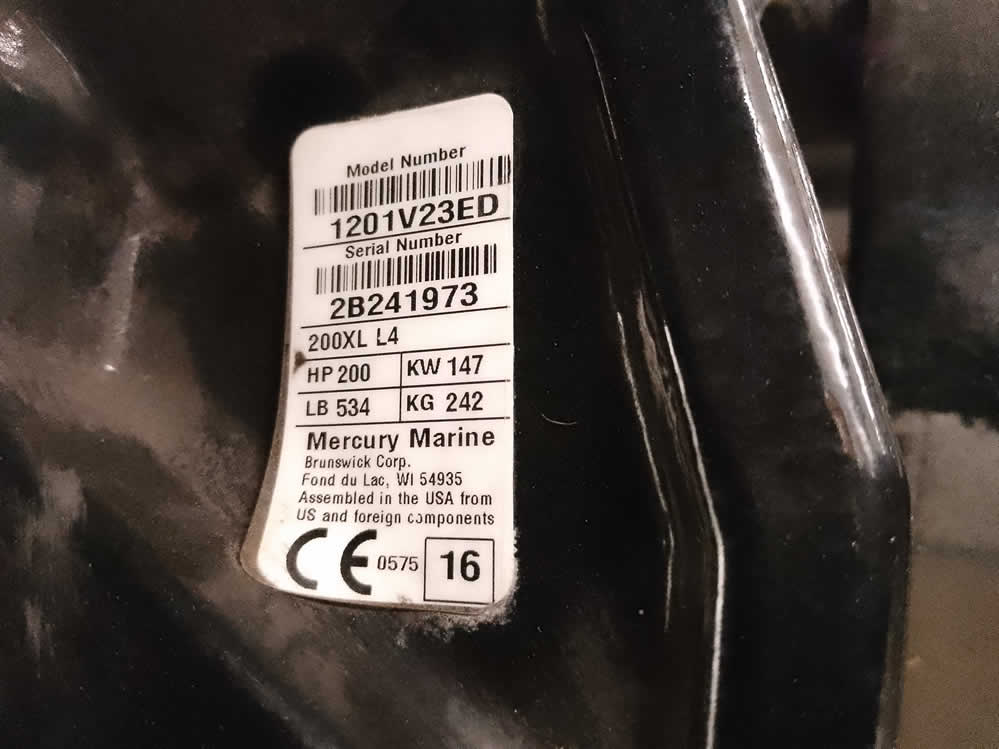 Model Number
1201V23ED
Serial Number
2B241973
200XL L4
HP 200 KW 147
LB 534 KG 242
Mercury Marine
Brunswick Corp.
Fond du Lac, WI 54935
Assembled in the USA from
US and foreign components
CE 0575 16